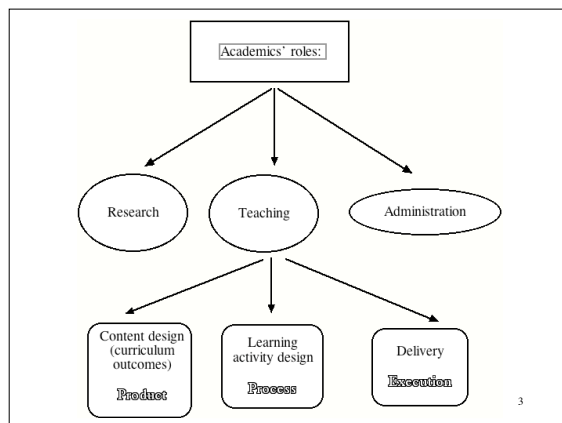 Academics' roles:
Research
Teaching
Administration
Content design
(curriculum
outcomes)
Product
Learning
activity design
Process
Delivery
Execution
3